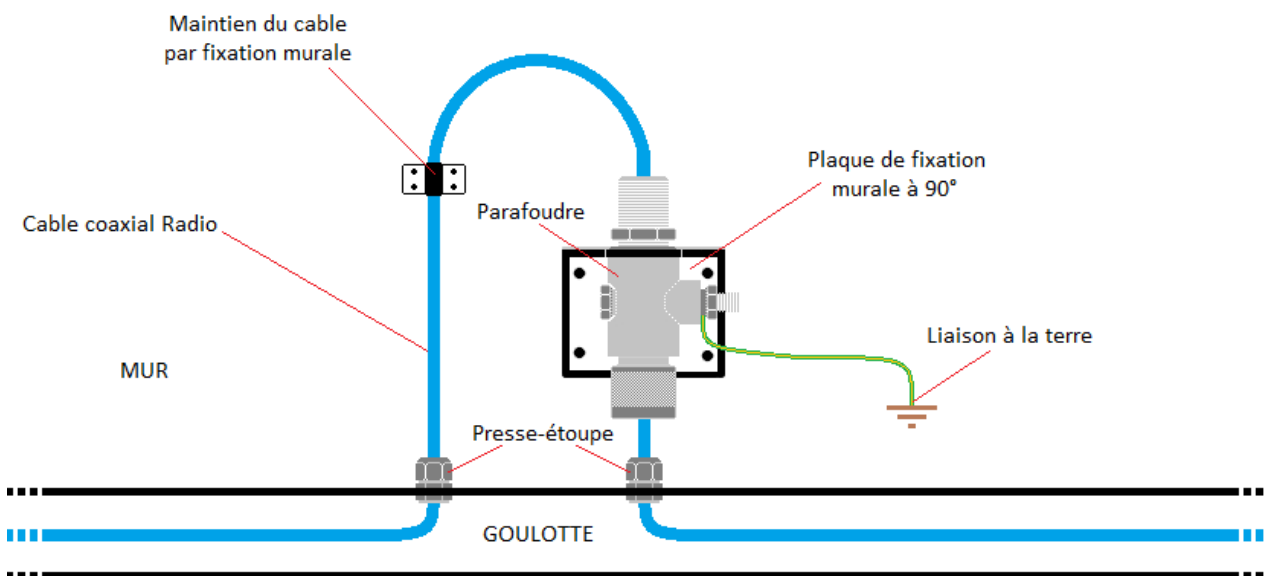 Maintien du cable
par fixation murale
Plaque de fixation
murale à 90°
Parafoudre
Cable coaxial Radio
Liaison à la terre
MUR
Presse-étoupe
GOULOTTE